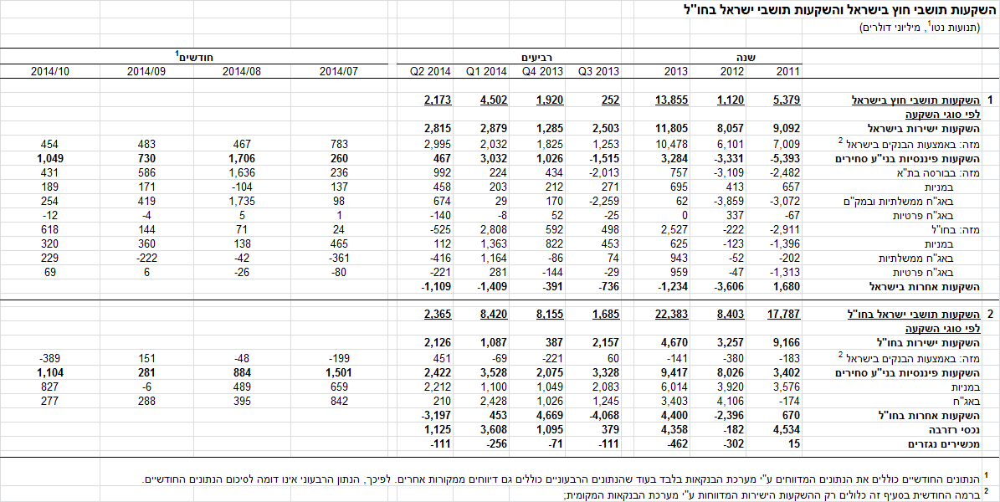 השקעות תושבי חוץ בישראל והשקעות תושבי ישראל בחו"ל
(תנועות נטו1, מיליוני דולרים)
שנה רביעים חודשים1
2011 2012 2013 Q3 2013 Q4 2013 Q1 2014 Q2 2014 2014/07 2014/08 2014/09 2014/10
1 השקעות תושבי חוץ בישראל 5,379 1,120 13,855 252 1,920 4,502 2,173
לפי סוגי השקעה
השקעות ישירות בישראל 9,092 8,057 11,805 2,503 1,285 2,879 2,815
מזה: באמצעות הבנקים בישראל 2 7,009 6,101 10,478 1,253 1,825 2,032 2,995 783 467 483 454
השקעות פיננסיות בני"ע סחירים -5,393 -3,331 3,284 -1,515 1,026 3,032 467 260 1,706 730 1,049
מזה: בבורסה בת"א -2,482 -3,109 757 -2,013 434 224 992 236 1,636 586 431
במניות 657 413 695 271 212 203 458 137 -104 171 189
באג"ח ממשלתיות ובמק"ם -3,072 -3,859 62 -2,259 170 29 674 98 1,735 419 254
באג"ח פרטיות -67 337 0 -25 52 -8 -140 1 5 -4 -12
מזה: בחו"ל -2,911 -222 2,527 498 592 2,808 -525 24 71 144 618
במניות -1,396 -123 625 453 822 1,363 112 465 138 360 320
באג"ח ממשלתיות -202 -52 943 74 -86 1,164 -416 -361 -42 -222 229
באג"ח פרטיות -1,313 -47 959 -29 -144 281 -221 -80 -26 6 69
השקעות אחרות בישראל 1,680 -3,606 -1,234 -736 -391 -1,409 -1,109
2 השקעות תושבי ישראל בחו"ל 17,787 8,403 22,383 1,685 8,155 8,420 2,365
לפי סוגי השקעה
השקעות ישירות בחו"ל 9,166 3,257 4,670 2,157 387 1,087 2,126
מזה: באמצעות הבנקים בישראל 2 -183 -380 -141 60 -221 -69 451 -199 -48 151 -389
השקעות פיננסיות בני"ע סחירים 3,402 8,026 9,417 3,328 2,075 3,528 2,422 1,501 884 281 1,104
במניות 3,576 3,920 6,014 2,083 1,049 1,100 2,212 659 489 -6 827
באג"ח -174 4,106 3,403 1,245 1,026 2,428 210 842 395 288 277
השקעות אחרות בחו"ל 670 -2,396 4,400 -4,068 4,669 453 -3,197
נכסי רזרבה 4,534 -182 4,358 379 1,095 3,608 1,125
מכשירים נגזרים 15 -302 -462 -111 -71 -256 -111
1 הנתונים החודשיים כוללים את הנתונים המדווחים ע"י מערכת הבנקאות בלבד בעוד שהנתונים הרבעוניים כוללים גם דיווחים ממקורות אחרים. לפיכך, הנתון הרבעוני אינו דומה לסיכום הנתונים החודשיים.
2 ברמה החודשית בסעיף זה כלולים רק ההשקעות הישירות המדווחות ע"י מערכת הבנקאות המקומית;